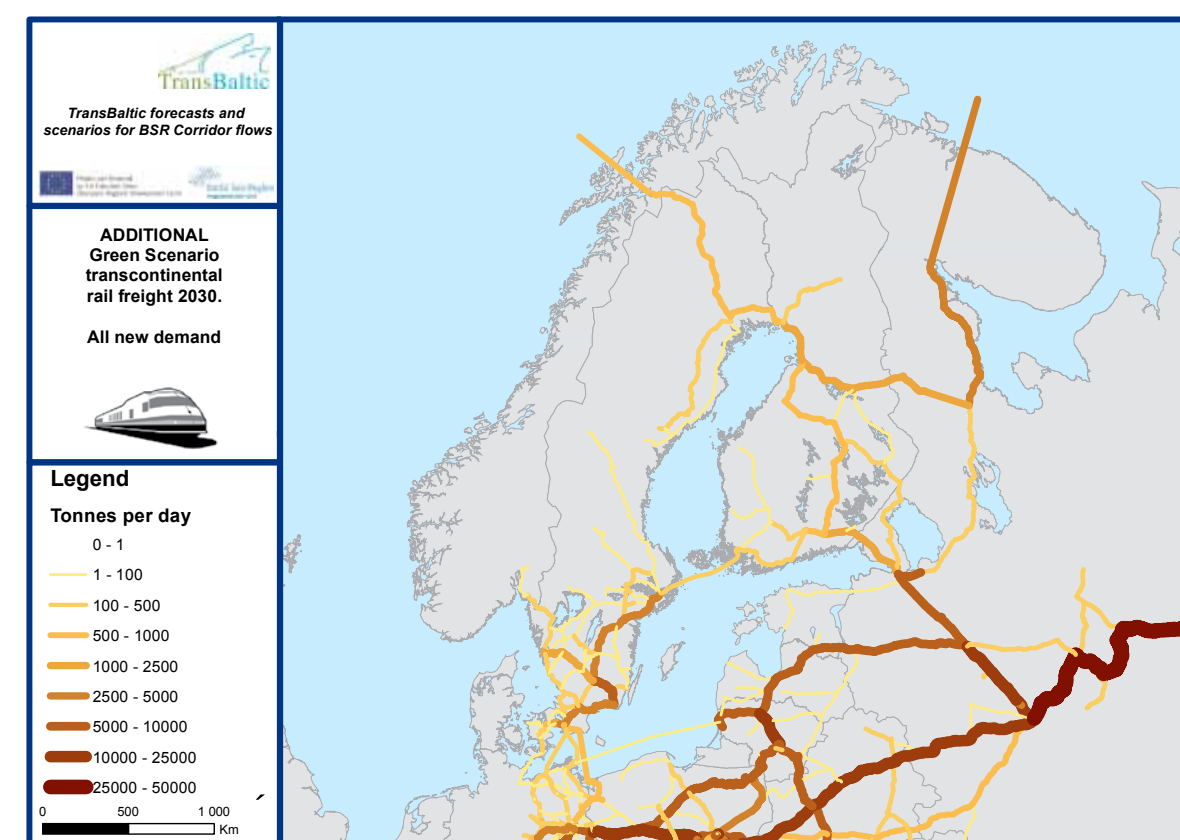 TransBaltic
TransBaltic forecasts and
scenarios for BSR Corridor flows
ADDITIONAL
Green Scenario
transcontinental
rail freight 2030.
All new demand
Legend
Tonnes per day
0 - 1
1 - 100
100 - 500
500 - 1000
1000 - 2500
2500 - 5000
5000 - 10000
10000 - 25000
25000 - 50000
0 500 1 000
Km